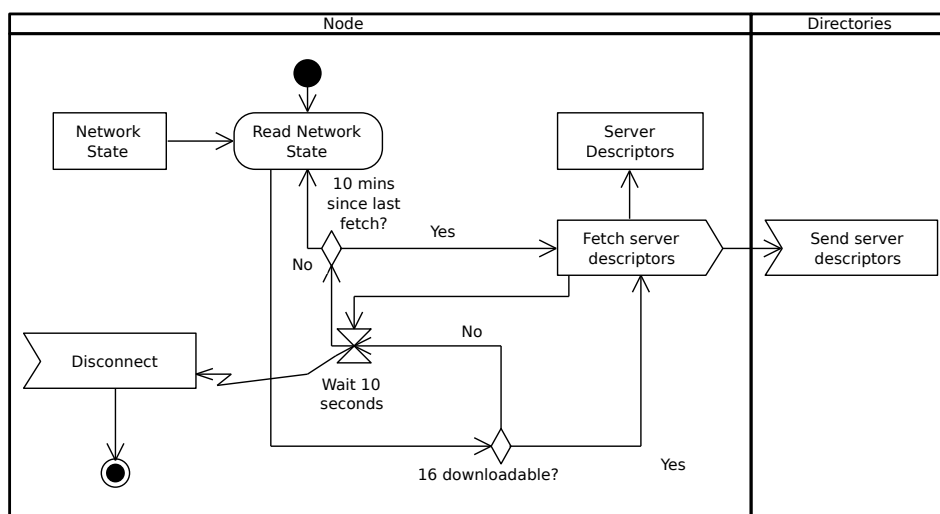 Node
Directories
Network
State
Read Network
State
Server
Descriptors
10 mins
since last
fetch?
Yes
No
Fetch server
descriptors
Send server
descriptors
No
Disconnect
Wait 10
seconds
16 downloadable?
Yes